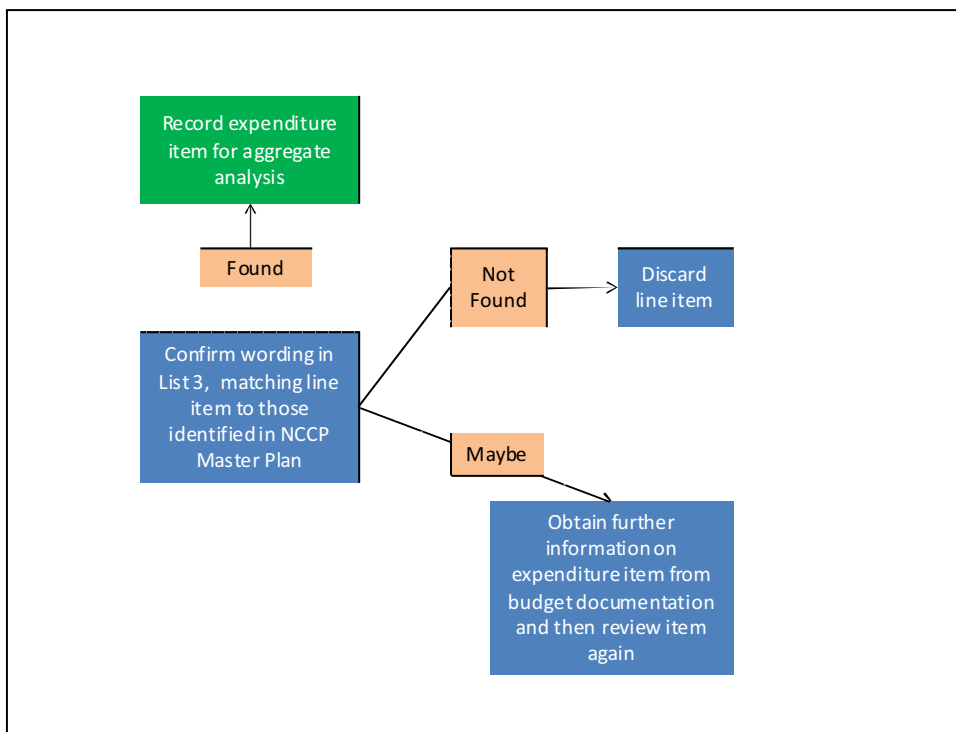 Record expenditure
item for aggregate
analysis
Found
Not
Found
Discard
line item
Confirm wording in
List 3, matching line
item to those
identified in NCCP
Master Plan
Maybe
Obtain further
information on
expenditure item from
budget documentation
and then review item
again